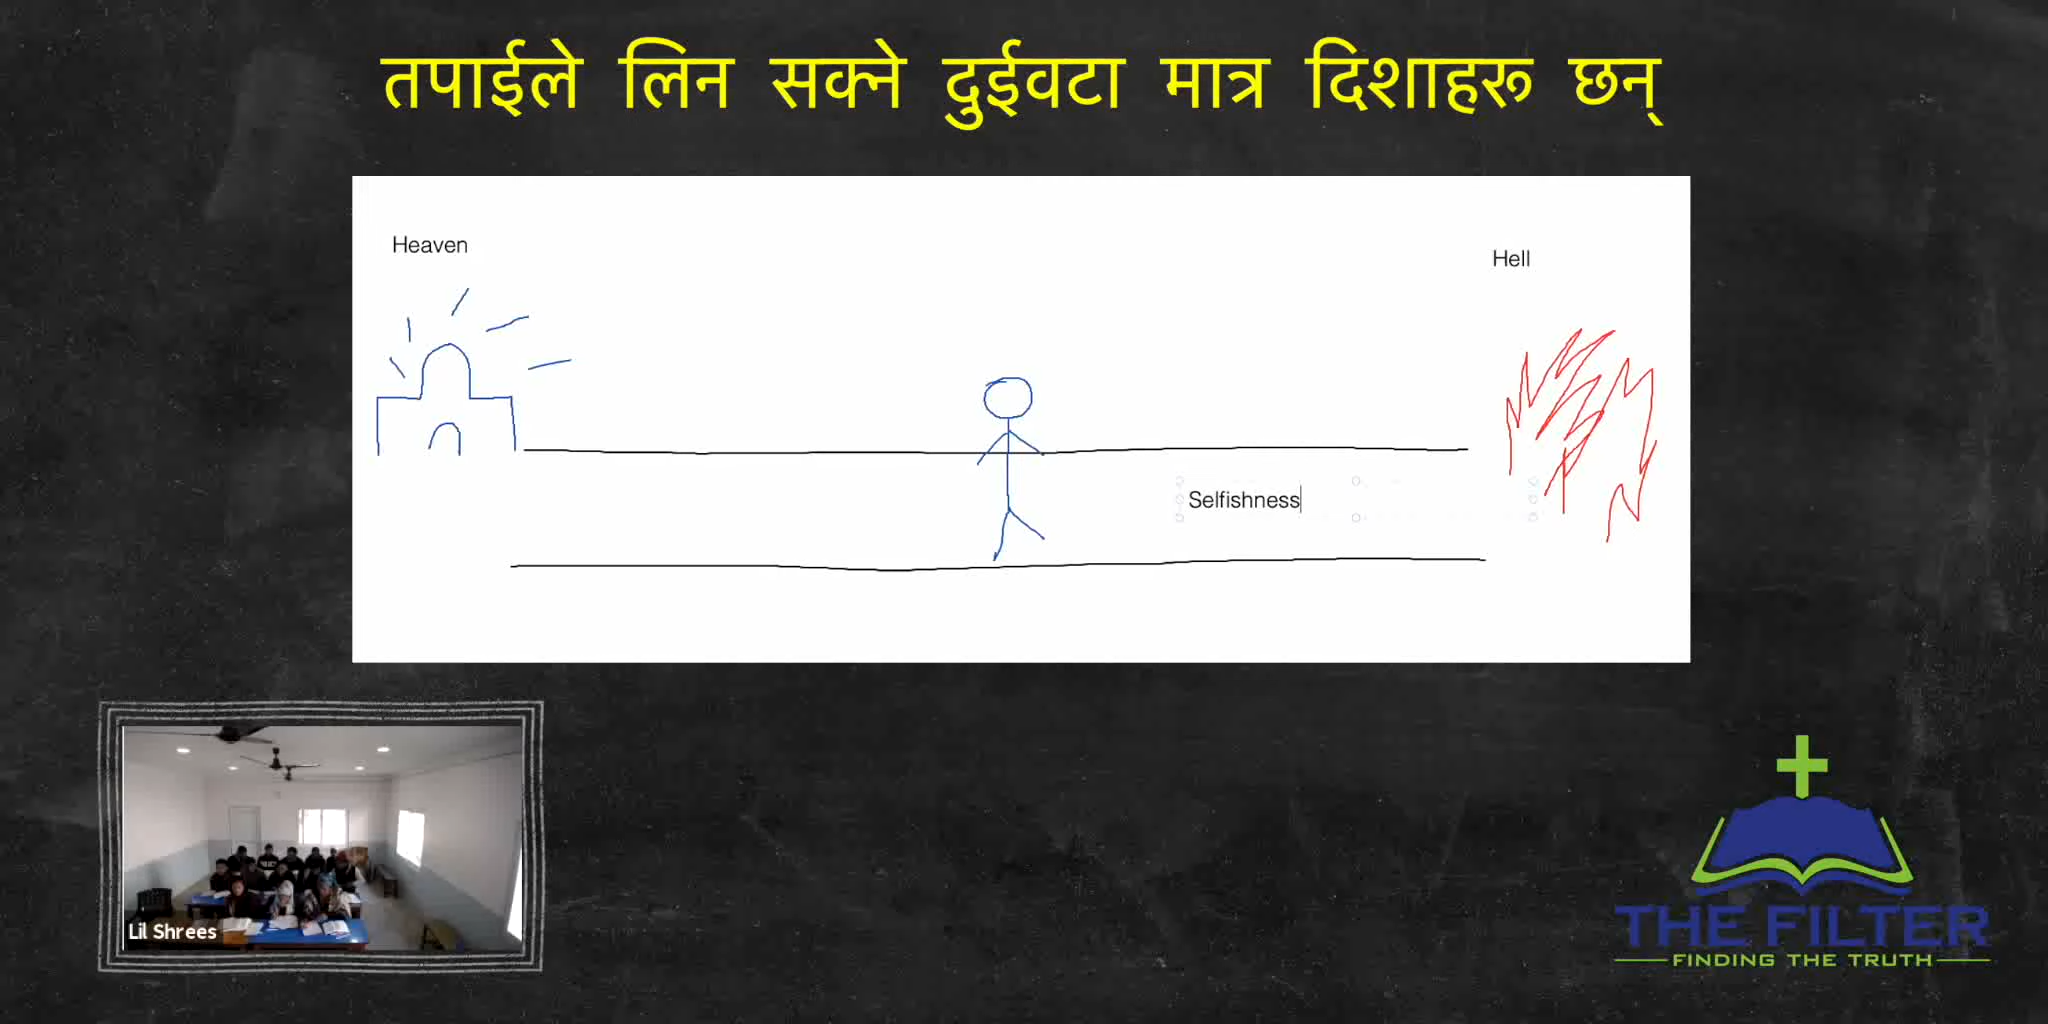 तपाईले लिन सक्ने दुईवटा मात्र दिशाहरू छन्
Heaven
Hell
Selfishness
Lil Shrees
THE FILTER
FINDING THE TRUTH